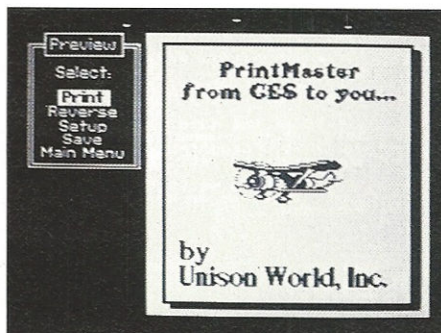 Preview
Select:
Print
Reverse
Setup
Save
Main Menu
PrintMaster
from CES to you...
by
Unison World, Inc.